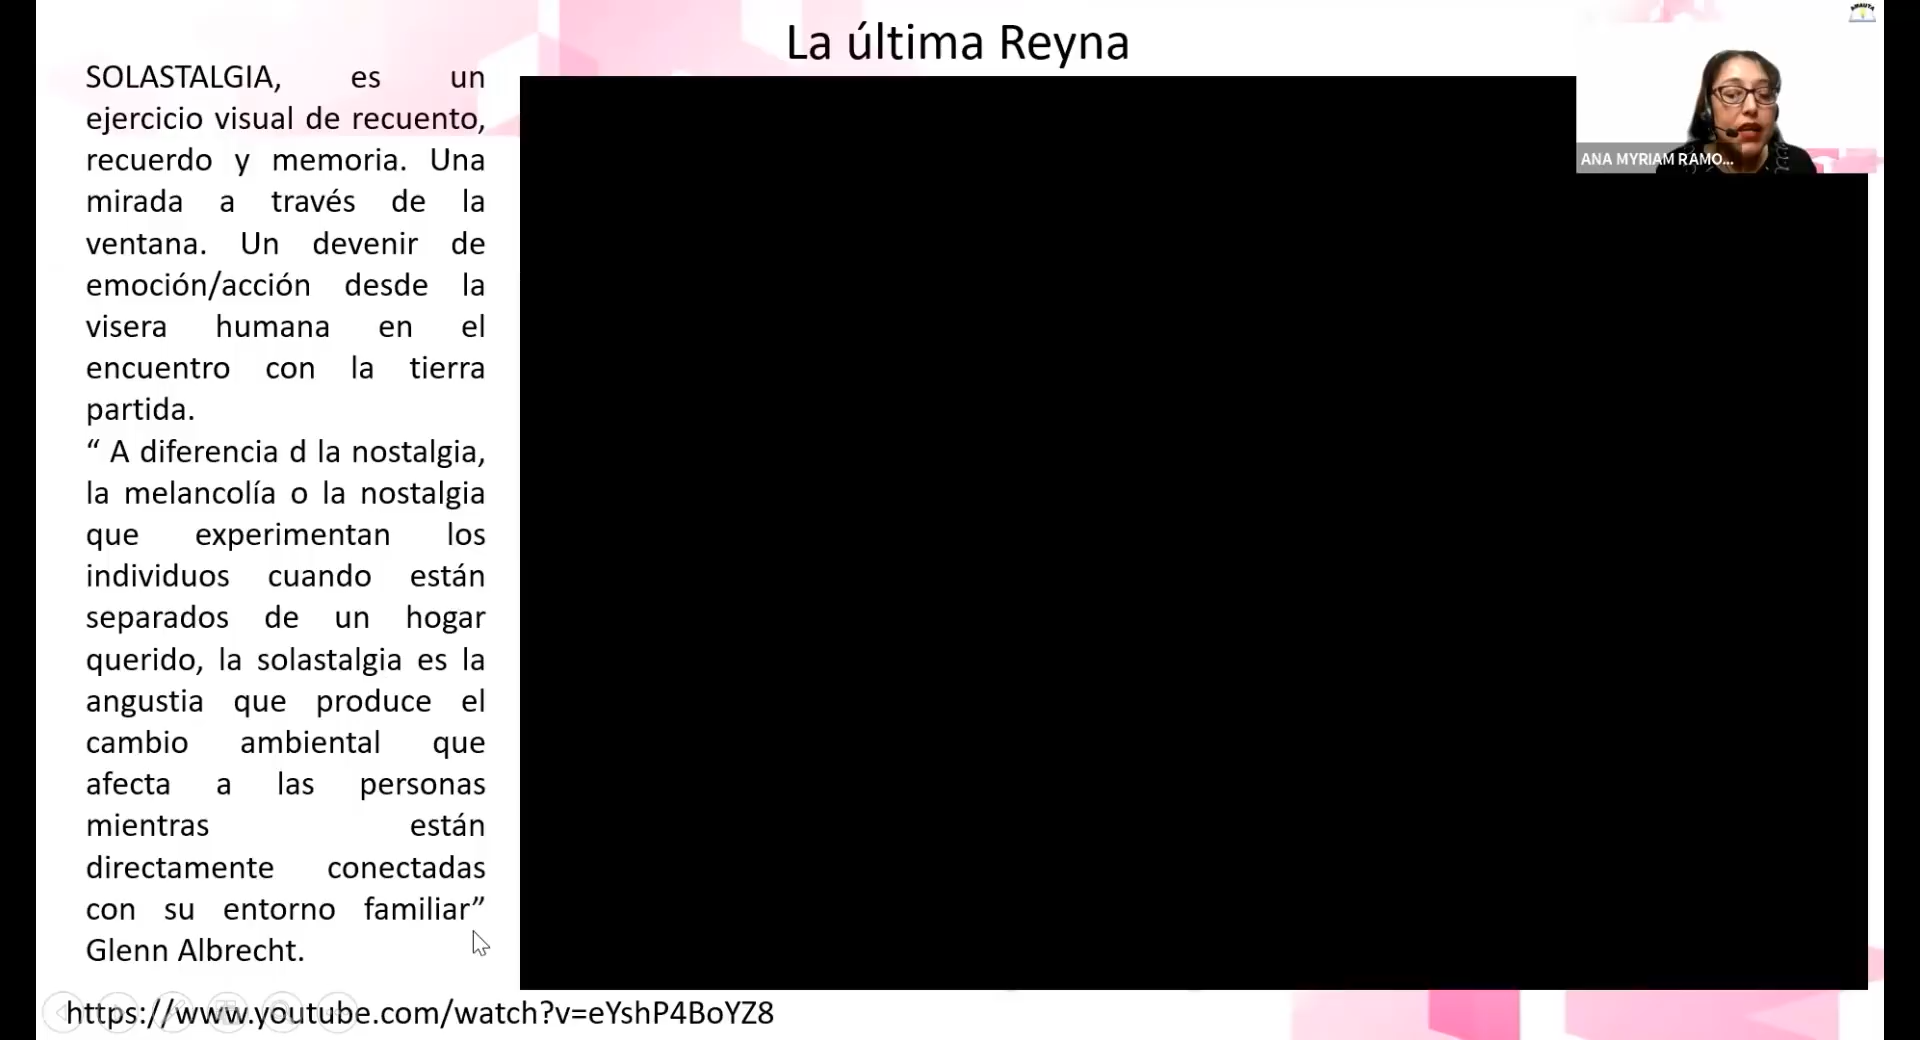 La última Reyna
AMAUTA
SOLASTALGIA, es un
ejercicio visual de recuento,
recuerdo y memoria. Una
mirada a través de la
ventana. Un devenir de
emoción/acción desde la
visera humana en el
encuentro con la tierra
partida.
“ A diferencia d la nostalgia,
la melancolía o la nostalgia
que experimentan los
individuos cuando están
separados de un hogar
querido, la solastalgia es la
angustia que produce el
cambio ambiental que
afecta a las personas
mientras están
directamente conectadas
con su entorno familiar”
Glenn Albrecht.
ANA MYRIAM RAMO...
https://www.youtube.com/watch?v=eYshP4BoYZ8